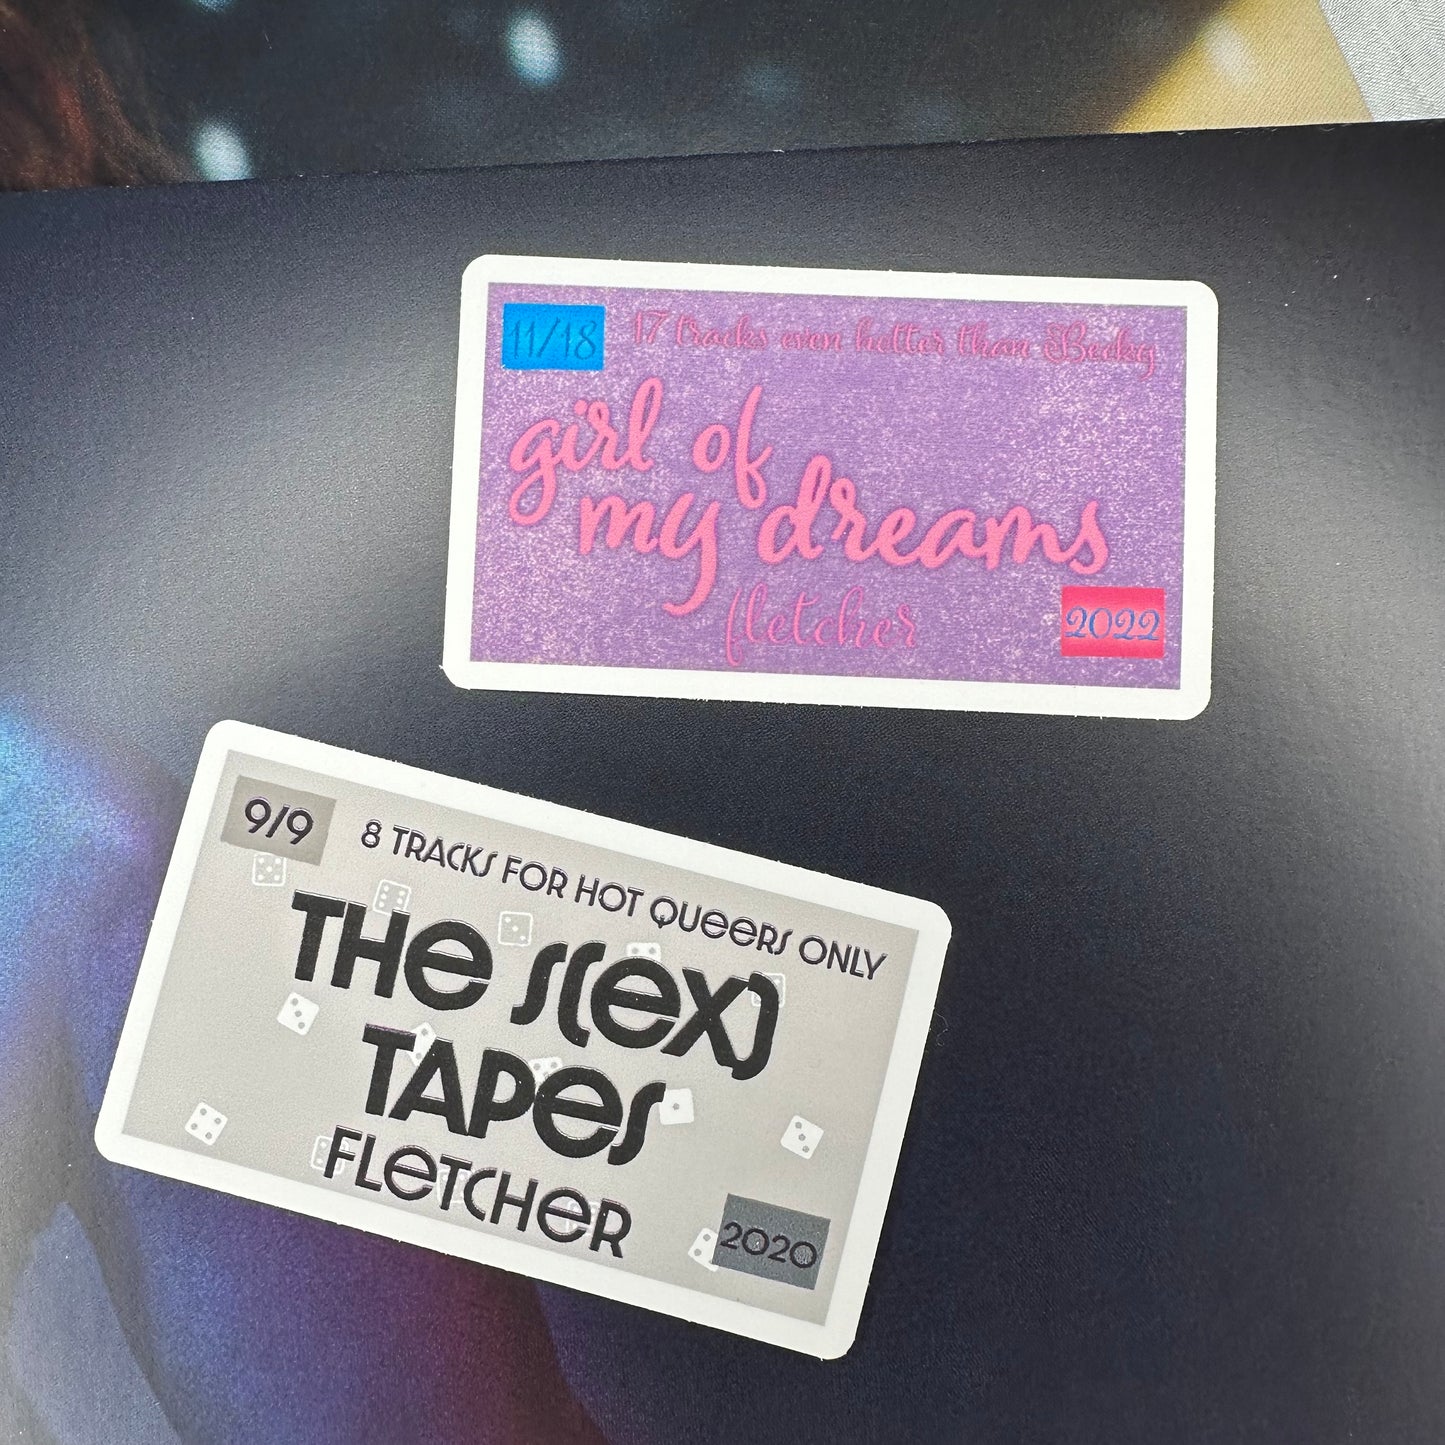 11/18
17 tracks even better than Becky
girl of
my dreams
fletcher
2022
9/9
8 TRACKS FOR HOT QUEERS ONLY
THE S(EX)
TAPES
FLETCHER
2020